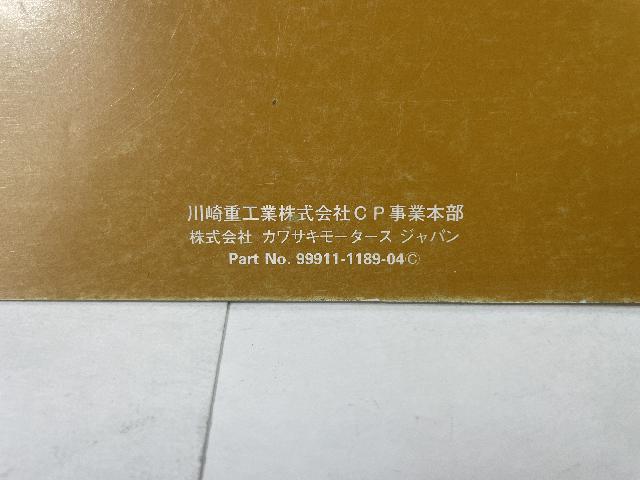 川崎重工業株式会社ＣＰ事業本部
株式会社 カワサキモータース ジャパン
Part No. 99911-1189-04Ⓒ